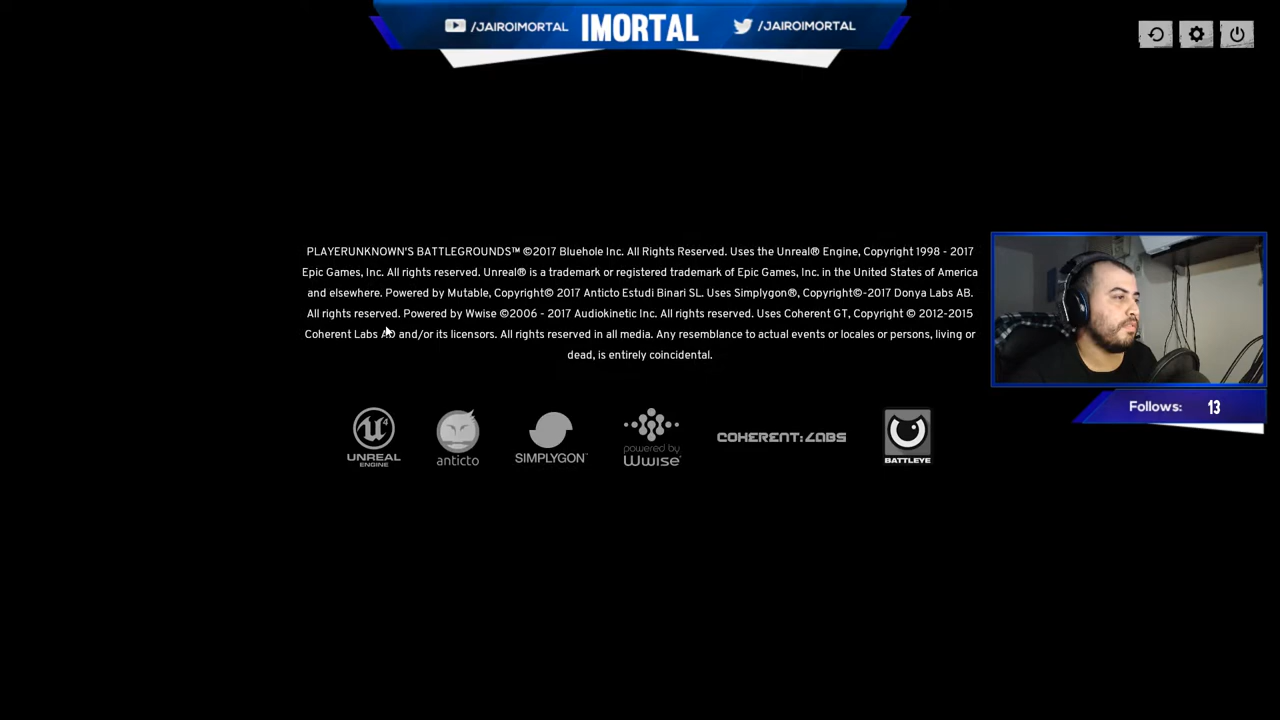 /JAIROIMORTAL IMORTAL /JAIROIMORTAL
PLAYERUNKNOWN'S BATTLEGROUNDS™ ©2017 Bluehole Inc. All Rights Reserved. Uses the Unreal® Engine, Copyright 1998 - 2017
Epic Games, Inc. All rights reserved. Unreal® is a trademark or registered trademark of Epic Games, Inc. in the United States of America
and elsewhere. Powered by Mutable, Copyright© 2017 Anticto Estudi Binari SL. Uses Simplygon®, Copyright©-2017 Donya Labs AB.
All rights reserved. Powered by Wwise ©2006 - 2017 Audiokinetic Inc. All rights reserved. Uses Coherent GT, Copyright © 2012-2015
Coherent Labs AD and/or its licensors. All rights reserved in all media. Any resemblance to actual events or locales or persons, living or
dead, is entirely coincidental.
Follows: 13
UNREAL
ENGINE
4
anticto
SIMPLYGON
powered by
Wwise
COHERENT:LABS
BATTLEYE